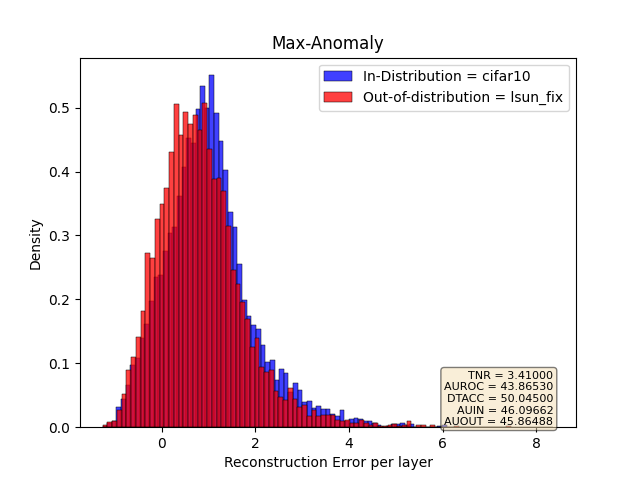 Max-Anomaly
In-Distribution = cifar10
Out-of-distribution = lsun_fix
Density
0.5
0.4
0.3
0.2
0.1
0.0
TNR = 3.41000
AUROC = 43.86530
DTACC = 50.04500
AUIN = 46.09662
AUOUT = 45.86488
0 2 4 6 8
Reconstruction Error per layer